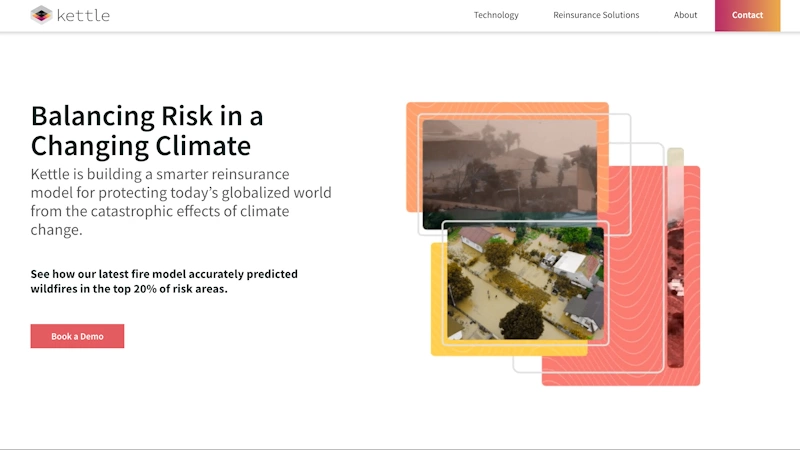 kettle
Technology
Reinsurance Solutions
About
Contact
Balancing Risk in a
Changing Climate
Kettle is building a smarter reinsurance
model for protecting today’s globalized world
from the catastrophic effects of climate
change.
See how our latest fire model accurately predicted
wildfires in the top 20% of risk areas.
Book a Demo